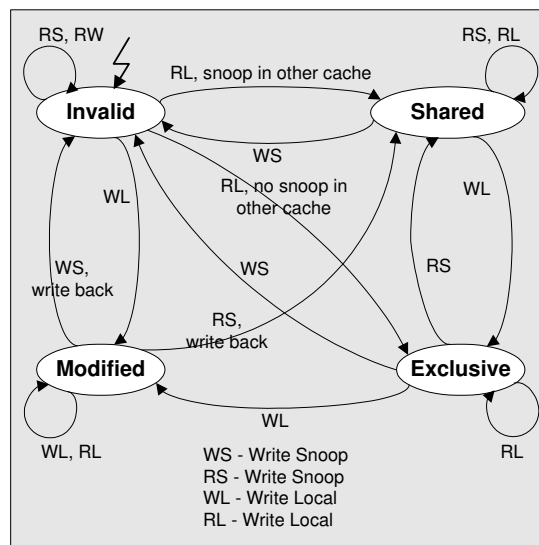 RS, RW
RS, RL
RL, snoop in other cache
Invalid
Shared
WS
WL
RL, no snoop in
other cache
WL
WS
RS
WS,
write back
RS,
write back
Modified
Exclusive
WL
WL, RL
RL
WS - Write Snoop
RS - Write Snoop
WL - Write Local
RL - Write Local